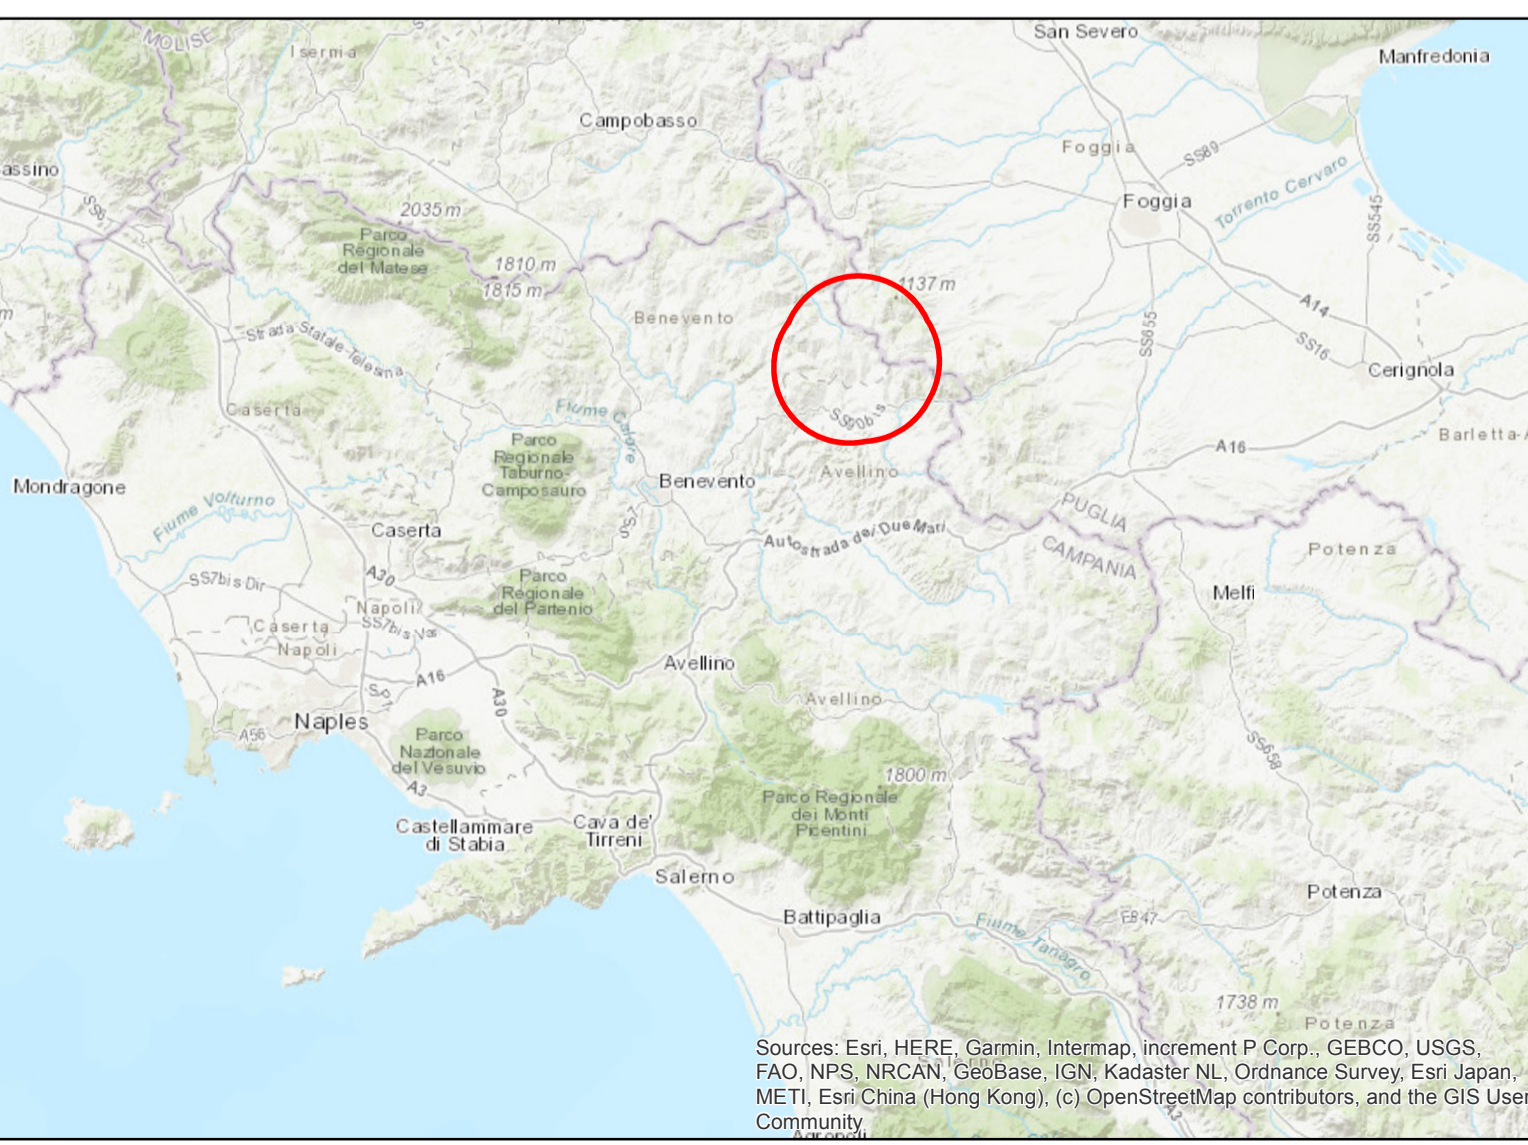 San Severo
MOLISE
Isernia
Manfredonia
Campobasso
Foggia
SS89
assino
Torrento Cervaro
Foggia
SS545
2035 m
Parco
Regionale
del Matese
1810 m
1815 m
1137 m
A14
m
Benevento
Strada Statale Telesina
SS655
SS16
Cerignola
Caserta
Fiume Calore
SS90bis
Parco
Regionale
Taburno-
Camposauro
A16
Barletta-A
Avellino
Benevento
Mondragone
Fiume Volturno
PUGLIA
SS7
Caserta
Autostrada dei Due Mari
CAMPANIA
Potenza
A30
SS7bis Dir
Parco
Regionale
del Partenio
Melfi
Napoli
SS7bis Var
Caserta
Napoli
Avellino
A16
A30
Avellino
Naples
A56
Parco
Nazionale
del Vesuvio
SS658
1800 m
A3
Parco Regionale
dei Monti
Picentini
Castellammare
di Stabia
Cava de'
Tirreni
Salerno
Potenza
Battipaglia
E847
Fiume Tanagro
1738 m
Potenza
Salerno
Sources: Esri, HERE, Garmin, Intermap, increment P Corp., GEBCO, USGS,
FAO, NPS, NRCAN, GeoBase, IGN, Kadaster NL, Ordnance Survey, Esri Japan,
METI, Esri China (Hong Kong), (c) OpenStreetMap contributors, and the GIS User
Community
A3
Agropoli